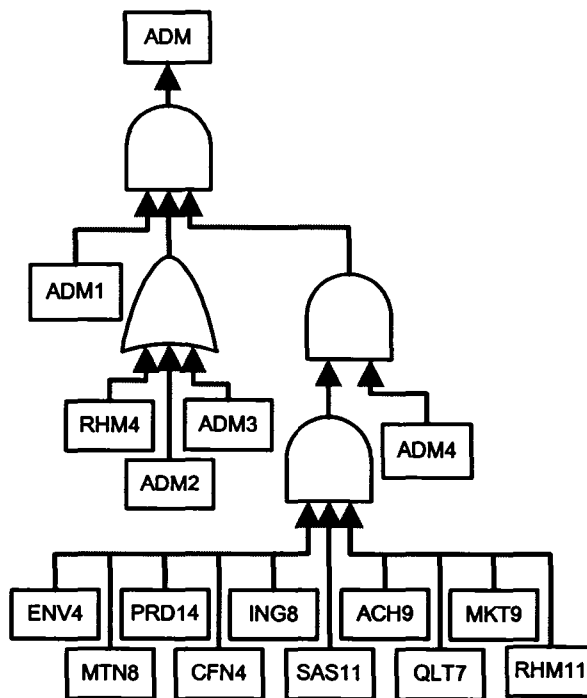 ADM
ADM1
RHM4
ADM3
ADM2
ADM4
ENV4
PRD14
ING8
ACH9
MKT9
MTN8
CFN4
SAS11
QLT7
RHM11